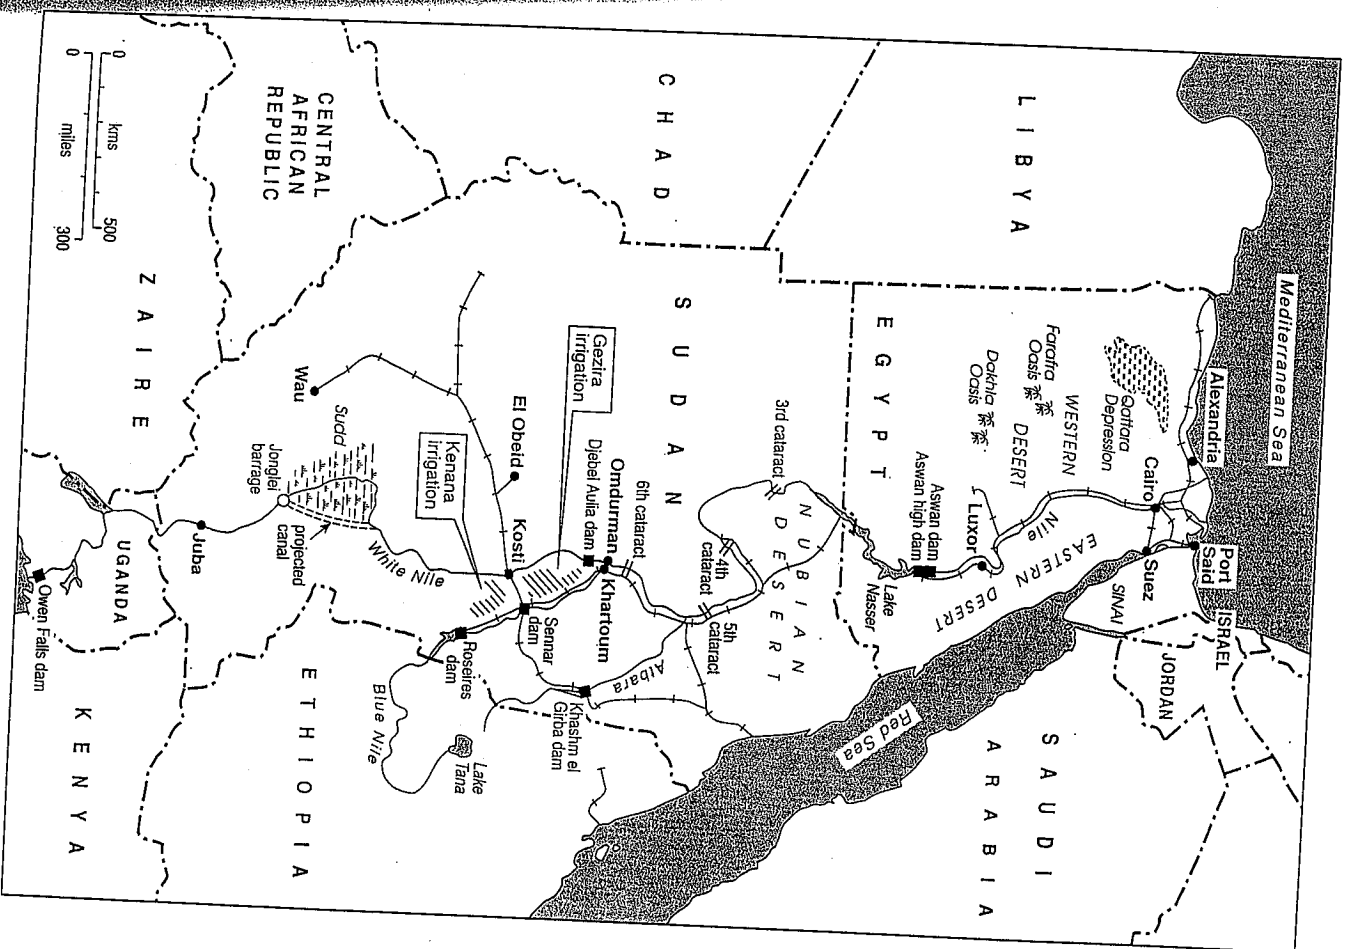 Mediterranean Sea
Alexandria
Port
Said
ISRAEL
Cairo
Suez
SINAI
JORDAN
Qattara
Depression
LIBYA
WESTERN
DESERT
Farafra
Oasis
Dakhla
Oasis
Nile
EASTERN DESERT
SAUDI
ARABIA
Luxor
EGYPT
Aswan dam
Aswan high dam
Lake
Nasser
Red Sea
NUBIAN
DESERT
3rd cataract
4th
cataract
5th
cataract
6th cataract
CHAD
SUDAN
Omdurman
Khartoum
Djebel Aulia dam
Atbara
Khashm el
Girba dam
Gezira
irrigation
Sennar
dam
El Obeid
Kosti
Roseires
dam
Lake
Tana
Kenana
irrigation
Blue Nile
White Nile
CENTRAL
AFRICAN
REPUBLIC
Wau
Sudd
Jonglei
barrage
projected
canal
ETHIOPIA
Juba
ZAIRE
UGANDA
KENYA
Owen Falls dam
0 kms 500
0 miles 300